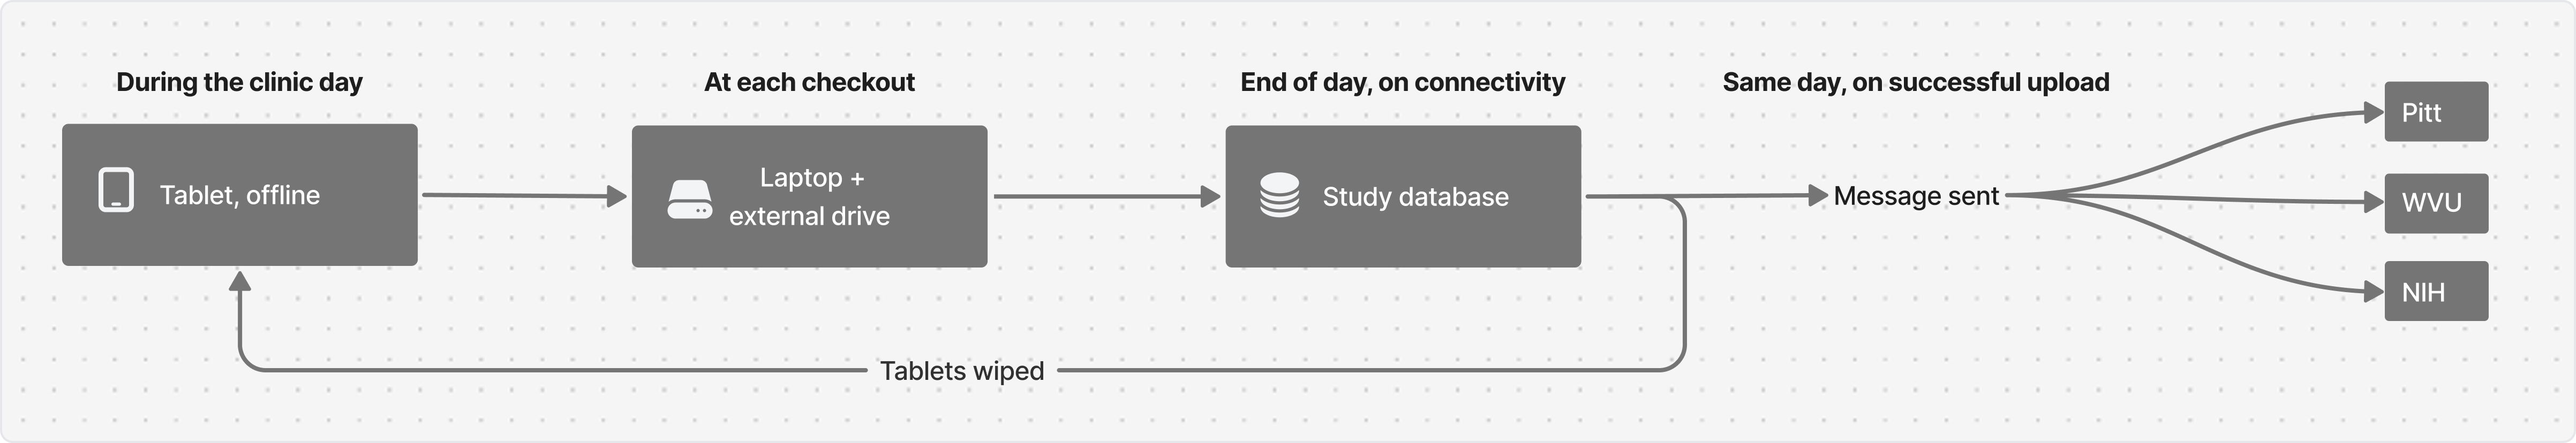 During the clinic day
Tablet, offline
At each checkout
Laptop +
external drive
End of day, on connectivity
Study database
Same day, on successful upload
Message sent
Pitt
WVU
NIH
Tablets wiped